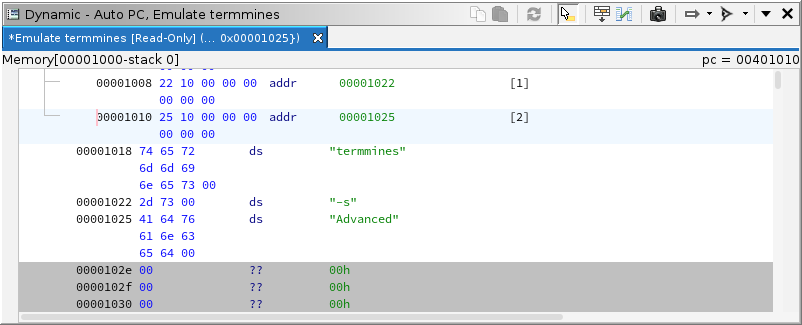 Dynamic - Auto PC, Emulate termmines
*Emulate termmines [Read-Only] (... 0x00001025})
Memory[00001000-stack 0] pc = 00401010
00001008 22 10 00 00 00 addr 00001022 [1]
00 00 00
00001010 25 10 00 00 00 addr 00001025 [2]
00 00 00
00001018 74 65 72 ds "termmines"
6d 6d 69
6e 65 73 00
00001022 2d 73 00 ds "-s"
00001025 41 64 76 ds "Advanced"
61 6e 63
65 64 00
0000102e 00 ?? 00h
0000102f 00 ?? 00h
00001030 00 ?? 00h